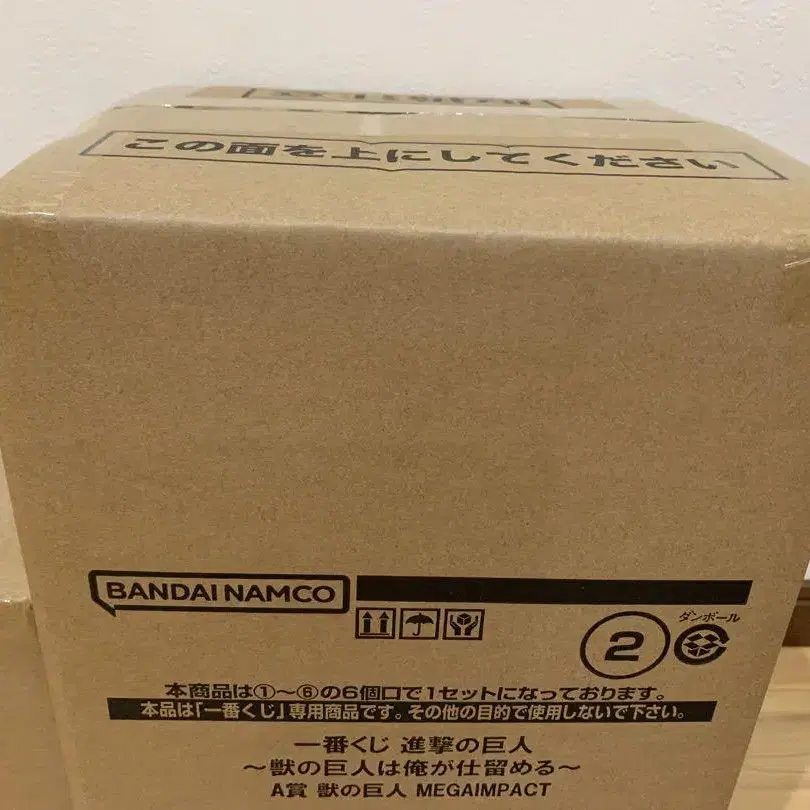 この面を上にしてください
BANDAI NAMCO
ダンボール
2
本商品は①〜⑥の6個口で1セットになっております。
本品は「一番くじ」専用商品です。その他の目的で使用しないで下さい。
一番くじ 進撃の巨人
〜獣の巨人は俺が仕留める〜
A賞 獣の巨人 MEGAIMPACT